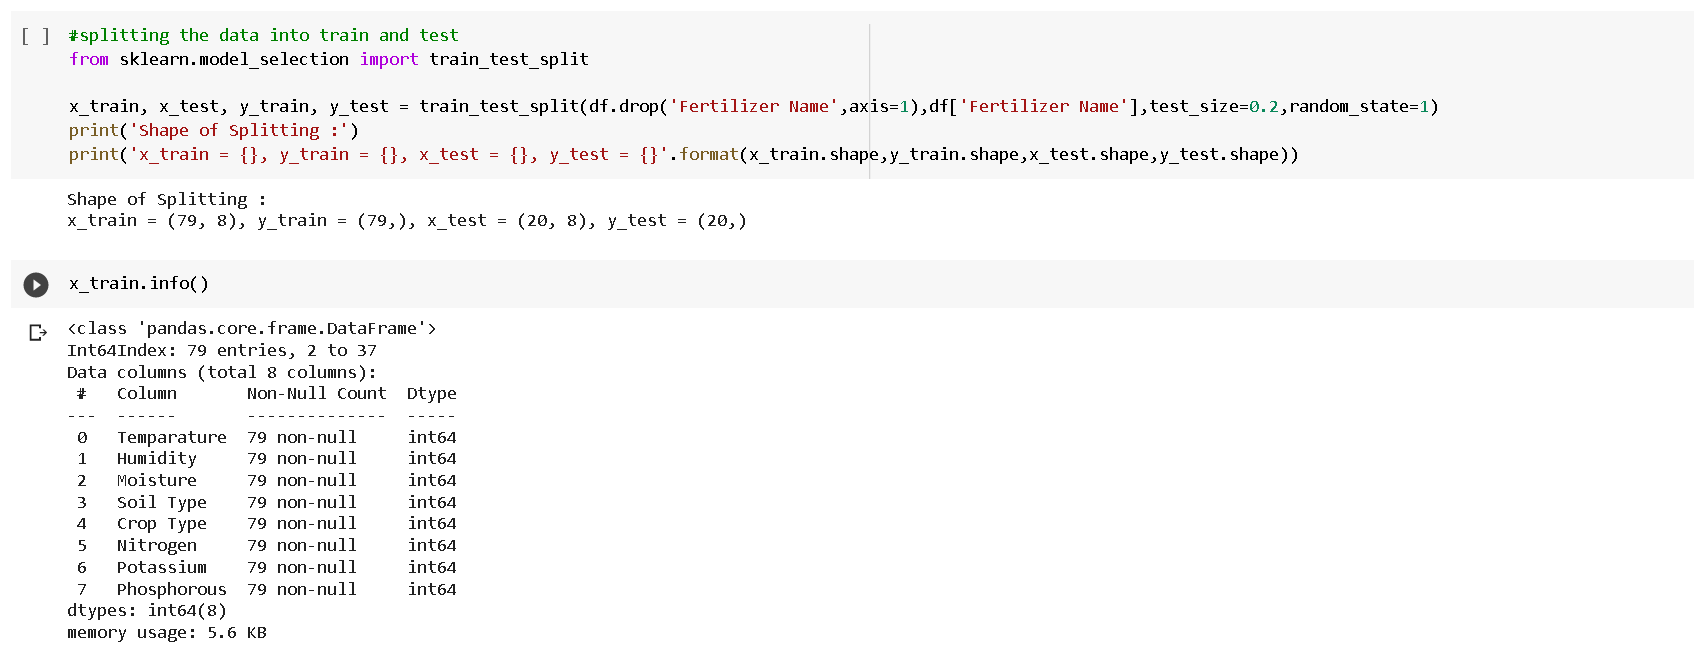 [ ] #splitting the data into train and test
from sklearn.model_selection import train_test_split
x_train, x_test, y_train, y_test = train_test_split(df.drop('Fertilizer Name',axis=1),df['Fertilizer Name'],test_size=0.2,random_state=1)
print('Shape of Splitting :')
print('x_train = {}, y_train = {}, x_test = {}, y_test = {}'.format(x_train.shape,y_train.shape,x_test.shape,y_test.shape))
Shape of Splitting :
x_train = (79, 8), y_train = (79,), x_test = (20, 8), y_test = (20,)
x_train.info()
<class 'pandas.core.frame.DataFrame'>
Int64Index: 79 entries, 2 to 37
Data columns (total 8 columns):
 #   Column       Non-Null Count  Dtype
---  ------       --------------  -----
 0   Temparature  79 non-null     int64
 1   Humidity     79 non-null     int64
 2   Moisture     79 non-null     int64
 3   Soil Type    79 non-null     int64
 4   Crop Type    79 non-null     int64
 5   Nitrogen     79 non-null     int64
 6   Potassium    79 non-null     int64
 7   Phosphorous  79 non-null     int64
dtypes: int64(8)
memory usage: 5.6 KB